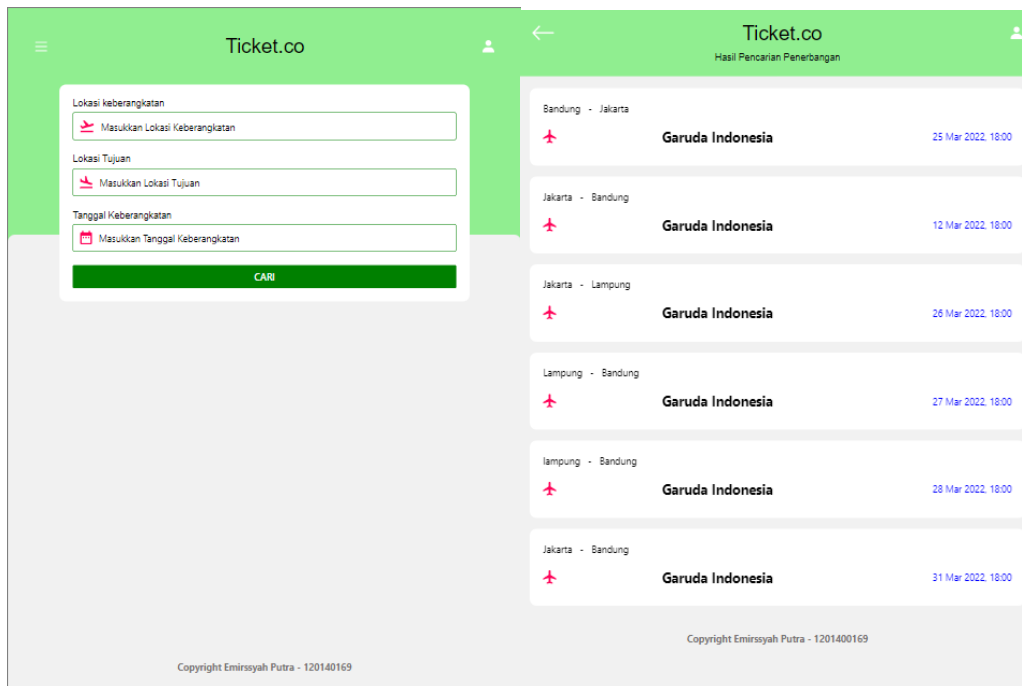 Ticket.co
Lokasi keberangkatan
Masukkan Lokasi Keberangkatan
Lokasi Tujuan
Masukkan Lokasi Tujuan
Tanggal Keberangkatan
Masukkan Tanggal Keberangkatan
CARI
Copyright Emirssyah Putra - 120140169
Ticket.co
Hasil Pencarian Penerbangan
Bandung - Jakarta
Garuda Indonesia 25 Mar 2022, 18:00
Jakarta - Bandung
Garuda Indonesia 12 Mar 2022, 18:00
Jakarta - Lampung
Garuda Indonesia 26 Mar 2022, 18:00
Lampung - Bandung
Garuda Indonesia 27 Mar 2022, 18:00
lampung - Bandung
Garuda Indonesia 28 Mar 2022, 18:00
Jakarta - Bandung
Garuda Indonesia 31 Mar 2022, 18:00
Copyright Emirssyah Putra - 1201400169